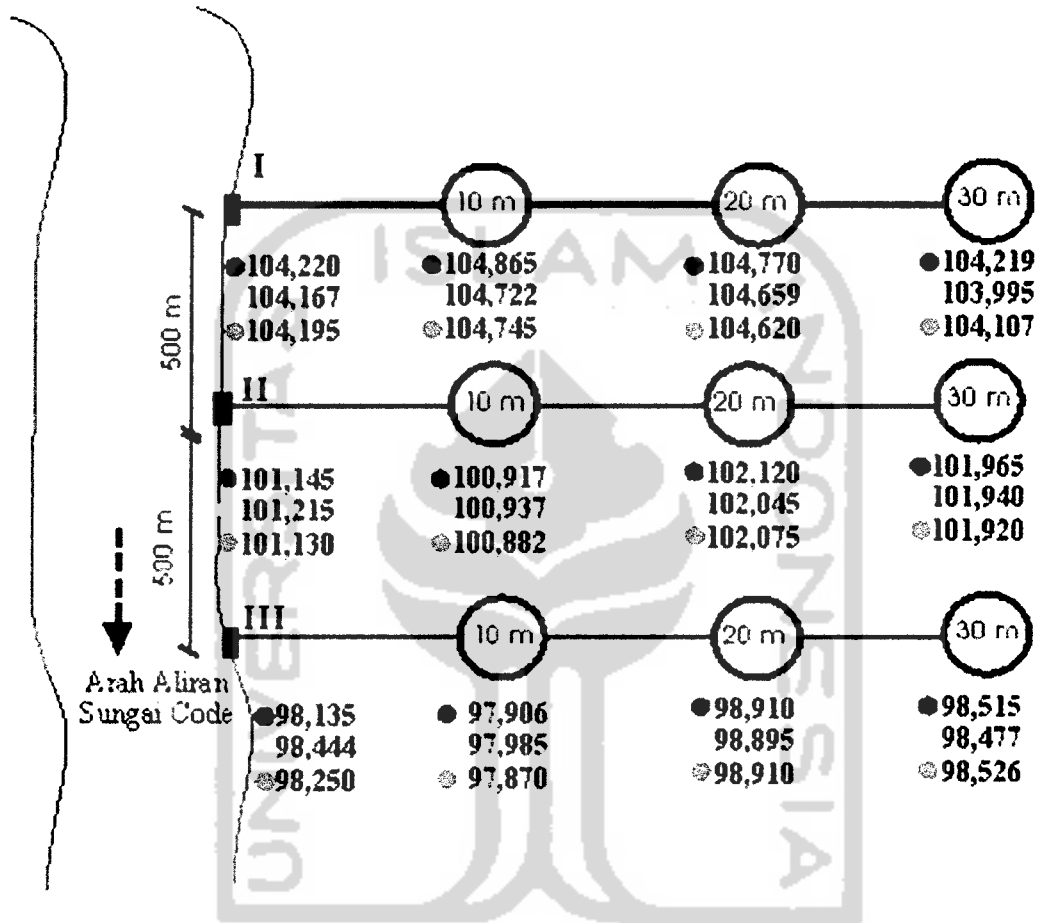 I
10 m
20 m
30 m
104,220
104,167
104,195
104,865
104,722
104,745
104,770
104,659
104,620
104,219
103,995
104,107
500 m
II
10 m
20 m
30 m
101,145
101,215
101,130
100,917
100,937
100,882
102,120
102,045
102,075
101,965
101,940
101,920
500 m
III
10 m
20 m
30 m
Arah Aliran
Sungai Code
98,135
98,444
98,250
97,906
97,985
97,870
98,910
98,895
98,910
98,515
98,477
98,526
UNIVERSITAS
ISLAM
INDONESIA